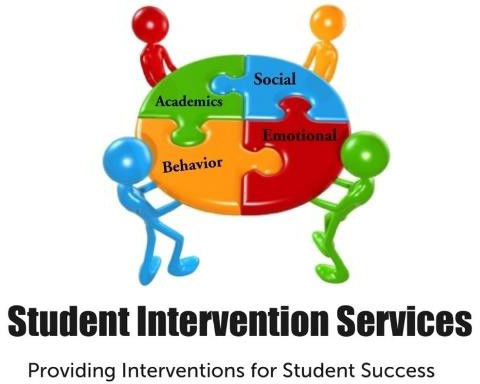 Social
Academics
Emotional
Behavior
Student Intervention Services
Providing Interventions for Student Success